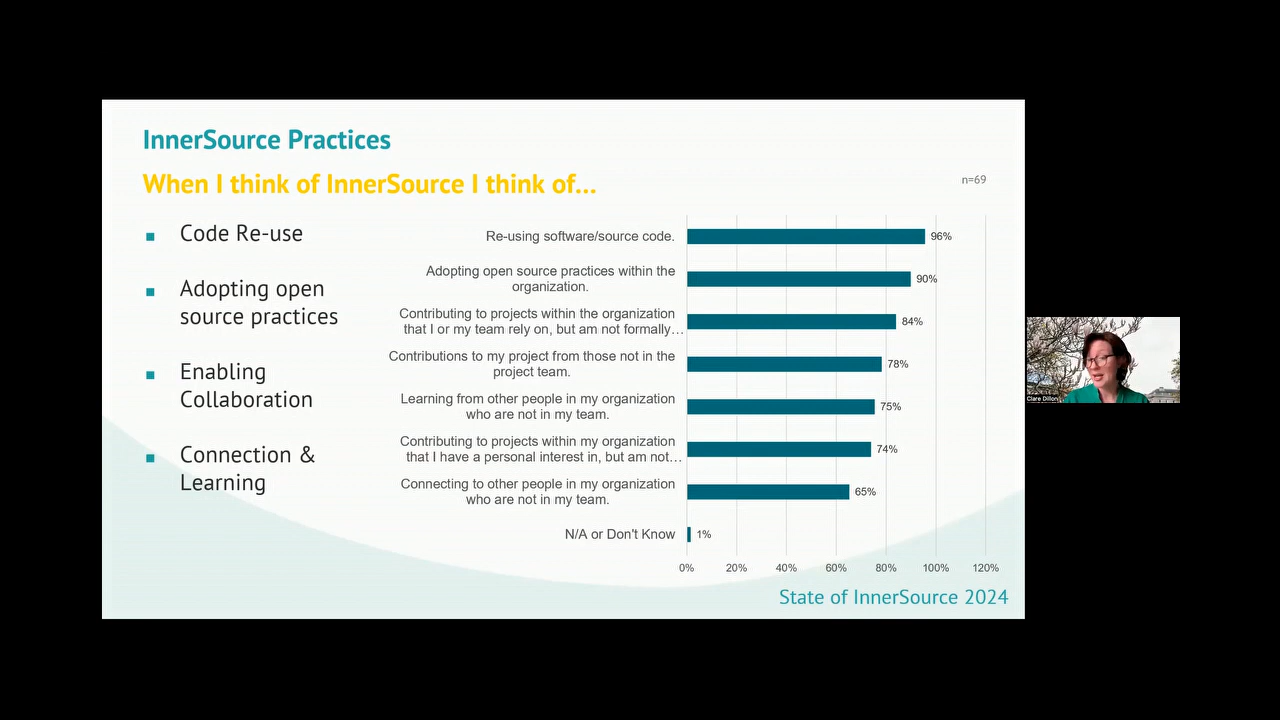 InnerSource Practices
When I think of InnerSource I think of...
n=69
■ Code Re-use
■ Adopting open
source practices
■ Enabling
Collaboration
■ Connection &
Learning
Re-using software/source code.
96%
Adopting open source practices within the
organization.
90%
Contributing to projects within the organization
that I or my team rely on, but am not formally…
84%
Contributions to my project from those not in the
project team.
78%
Learning from other people in my organization
who are not in my team.
75%
Contributing to projects within my organization
that I have a personal interest in, but am not…
74%
Connecting to other people in my organization
who are not in my team.
65%
N/A or Don't Know
1%
0% 20% 40% 60% 80% 100% 120%
State of InnerSource 2024
Clare Dillon